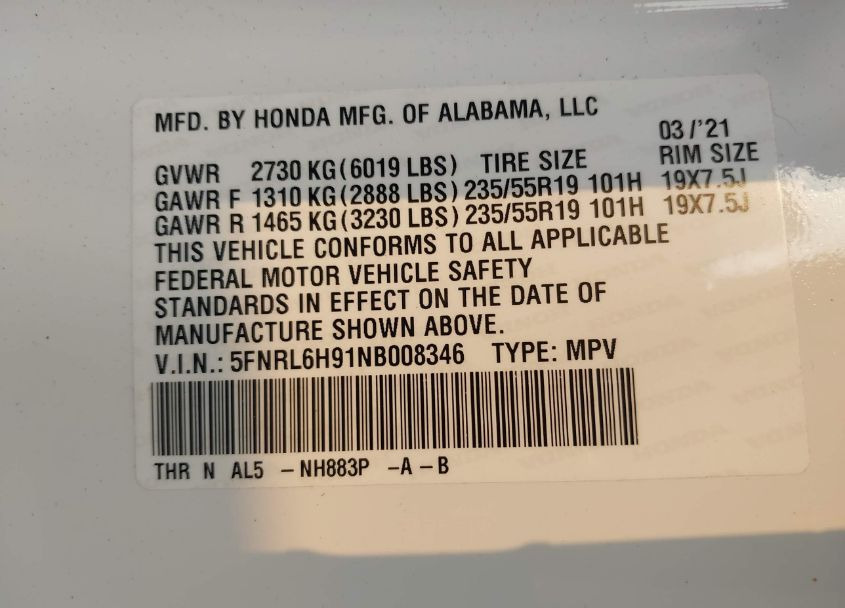 MFD. BY HONDA MFG. OF ALABAMA, LLC
03/'21
GVWR 2730 KG(6019 LBS) TIRE SIZE RIM SIZE
GAWR F 1310 KG(2888 LBS) 235/55R19 101H 19X7.5J
GAWR R 1465 KG(3230 LBS) 235/55R19 101H 19X7.5J
THIS VEHICLE CONFORMS TO ALL APPLICABLE
FEDERAL MOTOR VEHICLE SAFETY
STANDARDS IN EFFECT ON THE DATE OF
MANUFACTURE SHOWN ABOVE.
V.I.N.: 5FNRL6H91NB008346 TYPE: MPV
THR N AL5 -NH883P -A -B